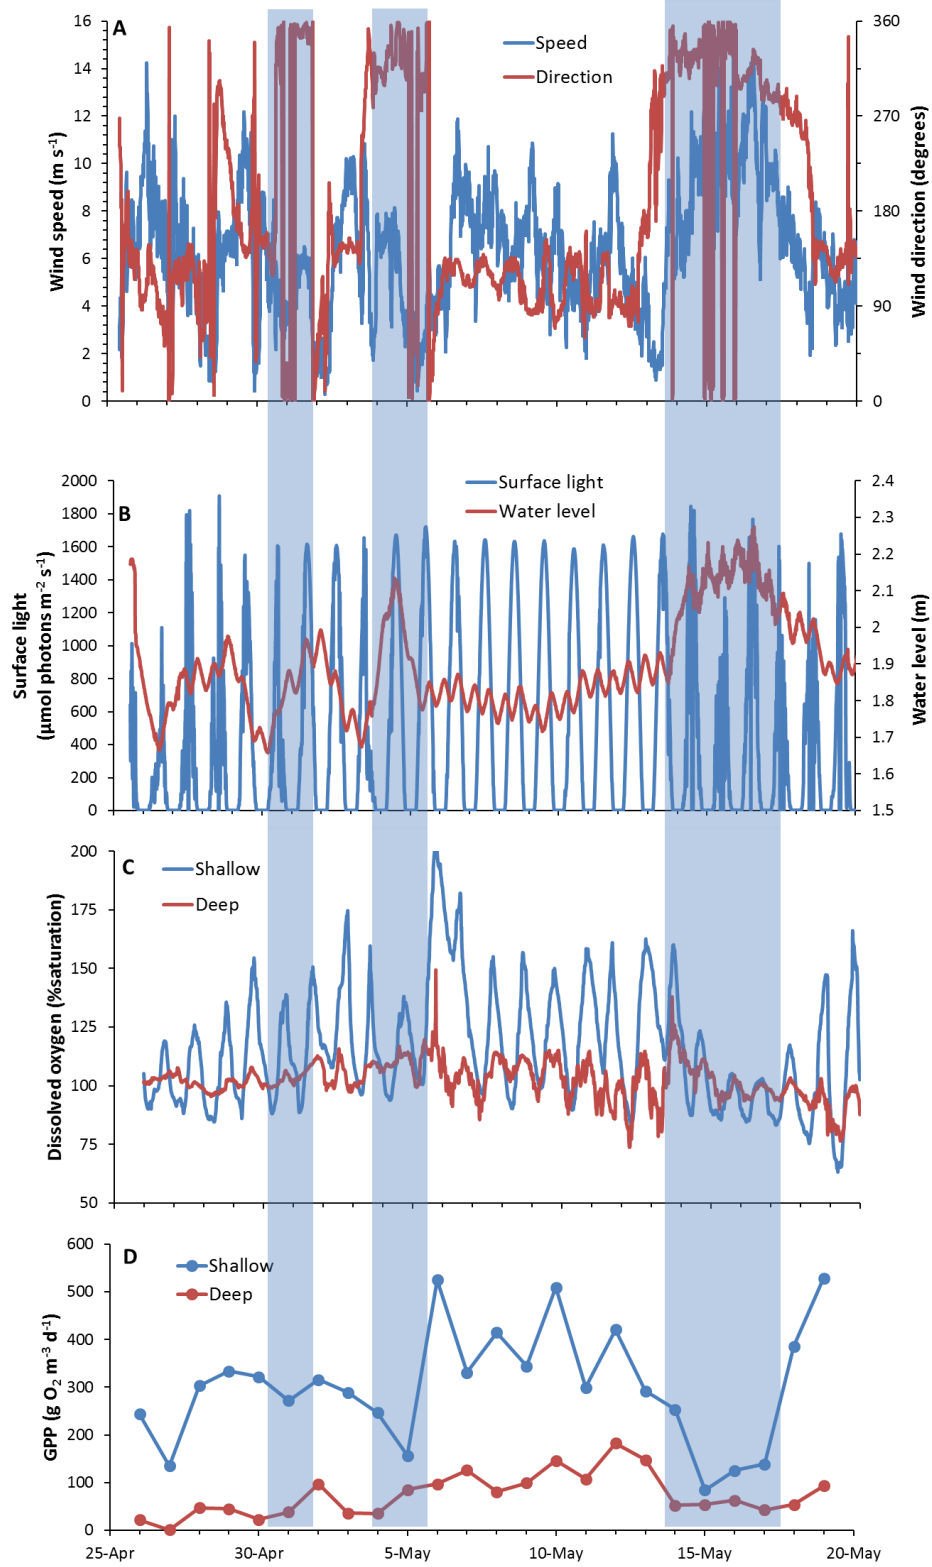 A
Speed
Direction
Wind speed (m s⁻¹)
Wind direction (degrees)
16
14
12
10
8
6
4
2
0
360
270
180
90
0
B
Surface light
Water level
Surface light
(µmol photons m⁻² s⁻¹)
Water level (m)
2000
1800
1600
1400
1200
1000
800
600
400
200
0
2.4
2.3
2.2
2.1
2
1.9
1.8
1.7
1.6
1.5
C
Shallow
Deep
Dissolved oxygen (%saturation)
200
175
150
125
100
75
50
D
Shallow
Deep
GPP (g O₂ m⁻³ d⁻¹)
600
500
400
300
200
100
0
25-Apr 30-Apr 5-May 10-May 15-May 20-May